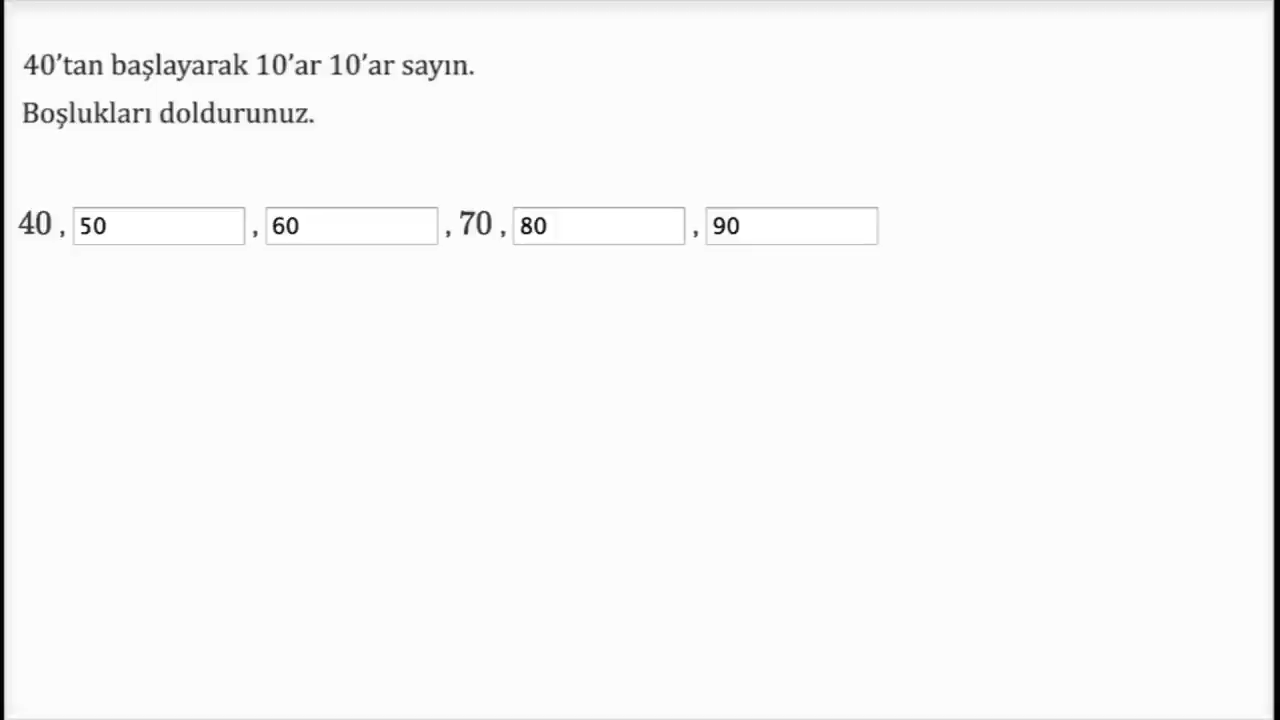 40’tan başlayarak 10’ar 10’ar sayın.
Boşlukları doldurunuz.
40 , 50 , 60 , 70 , 80 , 90